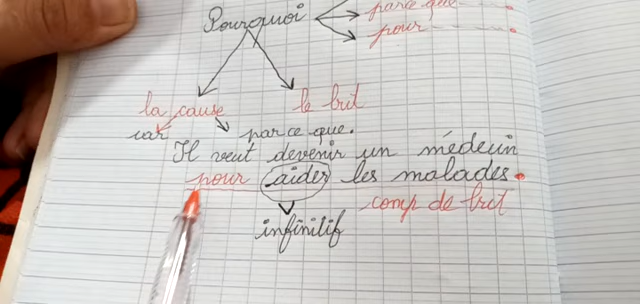 parce que
Pourquoi
pour
la cause
le but
car
parce que.
Il veut devenir un médecin
pour aider les malades.
comp de but
infinitif